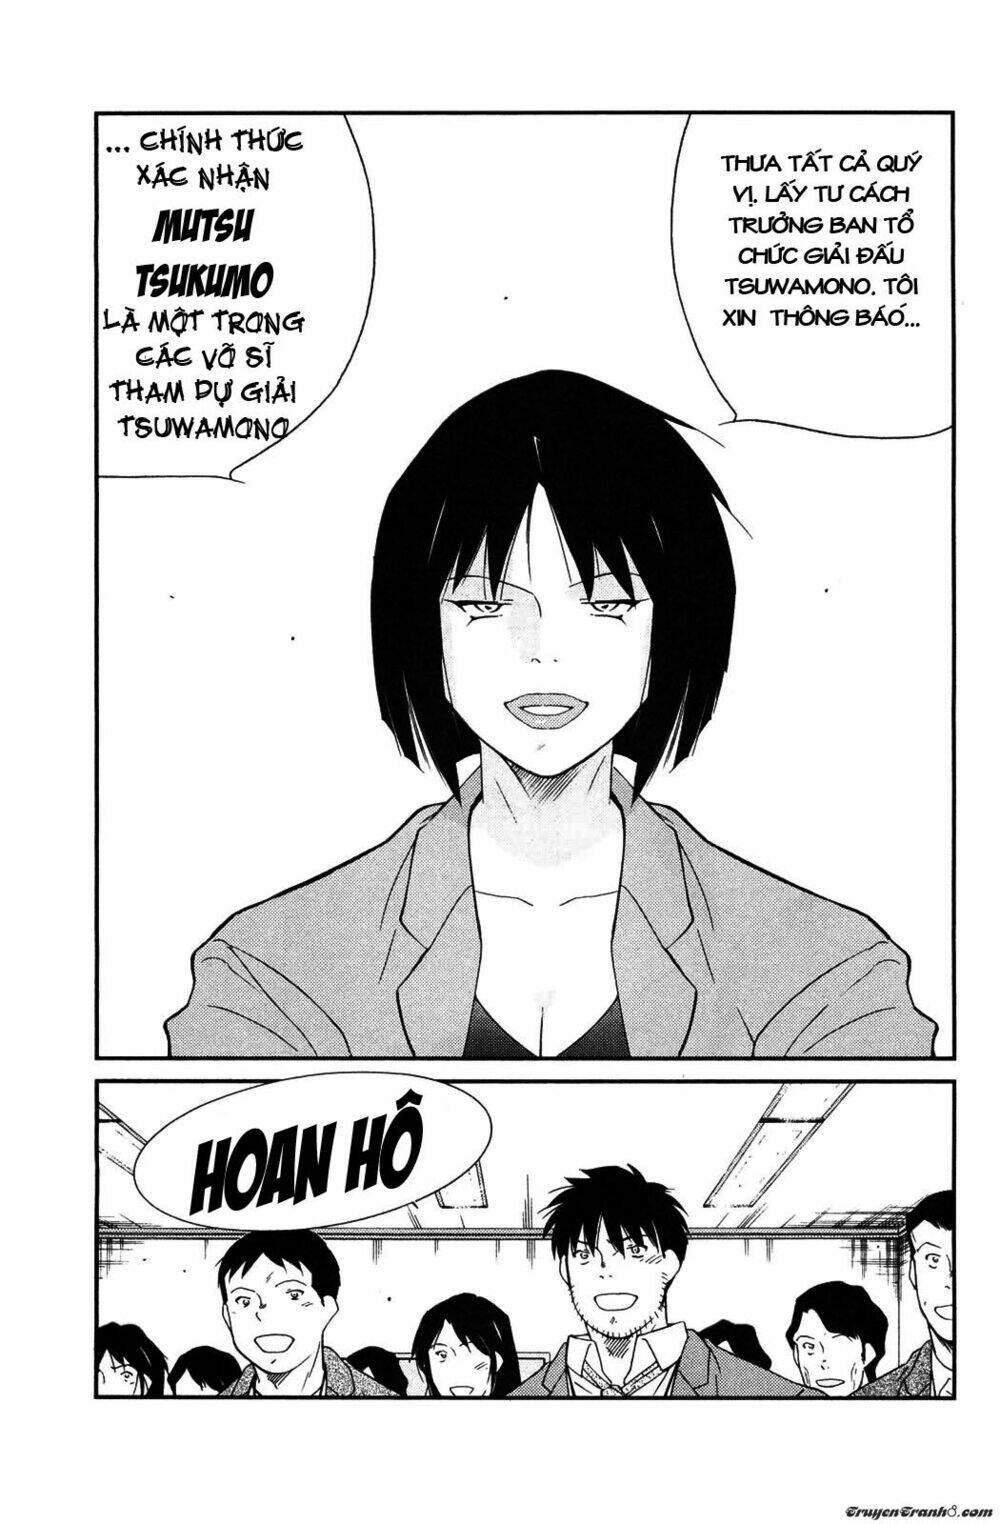 THƯA TẤT CẢ QUÝ
VỊ. LẤY TƯ CÁCH
TRƯỞNG BAN TỔ
CHỨC GIẢI ĐẤU
TSUWAMONO. TÔI
XIN THÔNG BÁO...
... CHÍNH THỨC
XÁC NHẬN
MUTSU
TSUKUMO
LÀ MỘT TRONG
CÁC VÕ SĨ
THAM DỰ GIẢI
TSUWAMONO
HOAN HÔ
TruyenTranh8.com